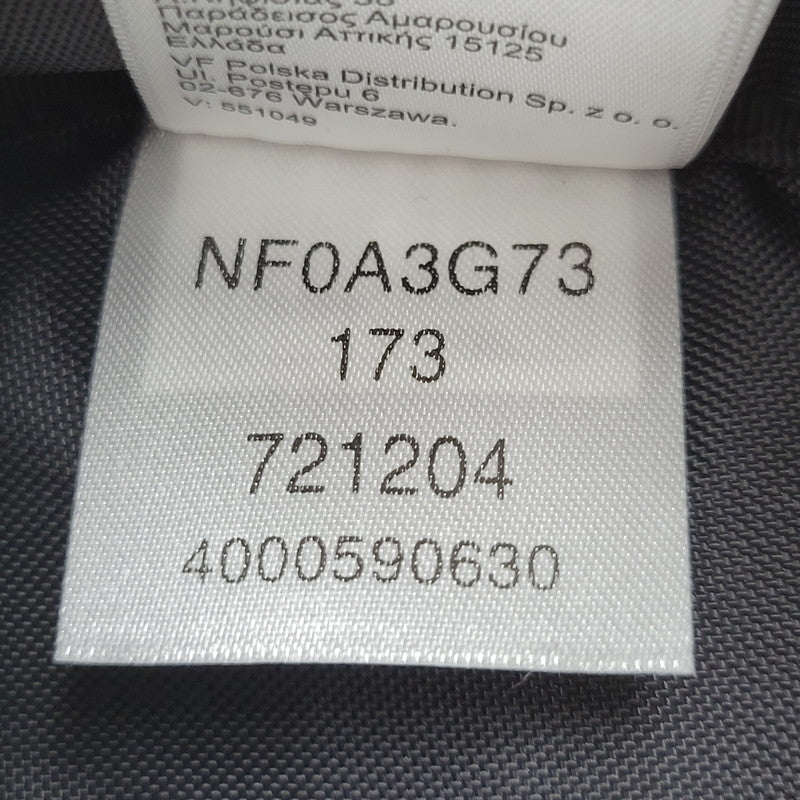 Παράδεισος Αμαρουσίου
Μαρούσι Αττικής 15125
Ελλάδα
VF Polska Distribution Sp. z o. o.
ul. Postępu 6
02-676 Warszawa.
V: 551049
NF0A3G73
173
721204
4000590630